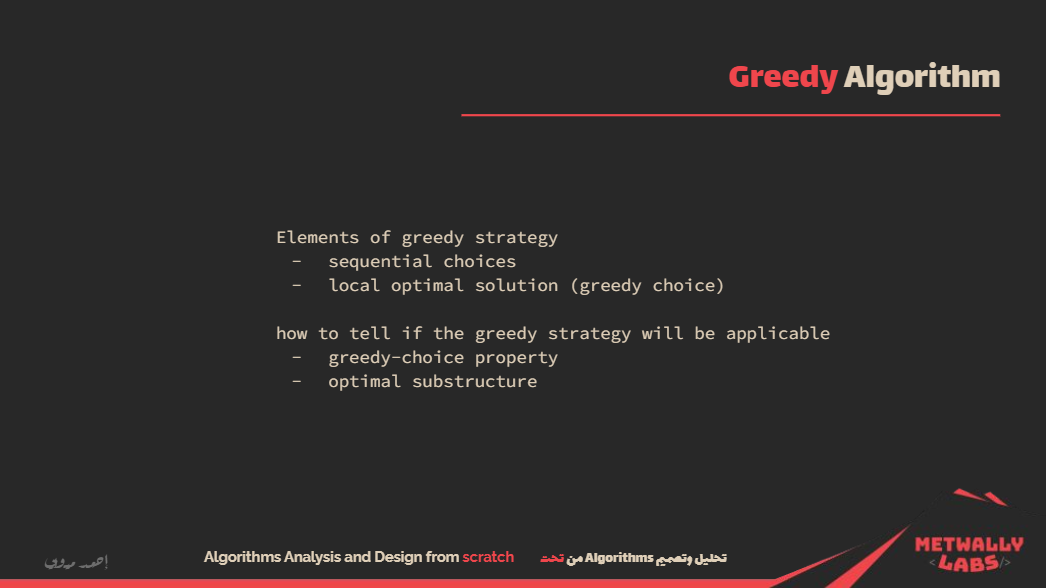 Greedy Algorithm
Elements of greedy strategy
- sequential choices
- local optimal solution (greedy choice)
how to tell if the greedy strategy will be applicable
- greedy-choice property
- optimal substructure
Algorithms Analysis and Design from scratch
تحليل وتصميم Algorithms من تحت
METWALLY
<LABS/>